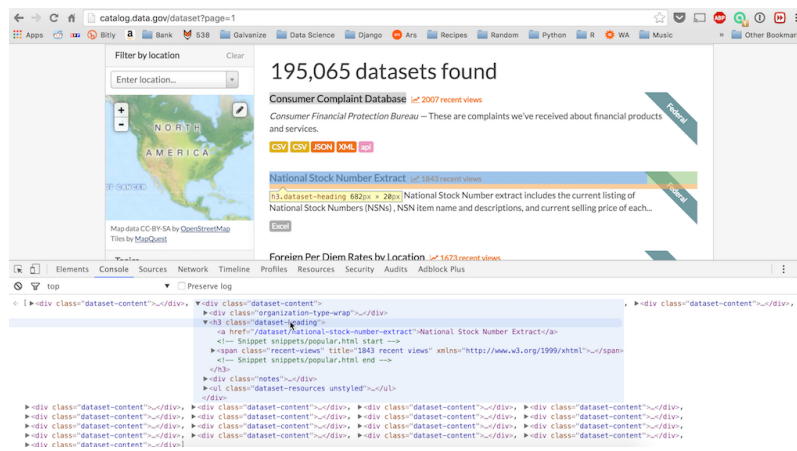 catalog.data.gov/dataset?page=1
Apps Bitly Bank 538 Galvanize Data Science Django Ars Recipes Random Python R WA Music » Other Bookmar
Filter by location Clear
Enter location...
+
-
NORTH
AMERICA
OF CANCER
Map data CC-BY-SA by OpenStreetMap
Tiles by MapQuest
Topics
195,065 datasets found
Consumer Complaint Database 2007 recent views
Federal
Consumer Financial Protection Bureau — These are complaints we've received about financial products
and services.
CSV CSV JSON XML api
National Stock Number Extract 1843 recent views
Federal
h3.dataset-heading 682px × 20px National Stock Number extract includes the current listing of
National Stock Numbers (NSNs) , NSN item name and descriptions, and current selling price of each...
Excel
Foreign Per Diem Rates by Location 1673 recent views
Elements Console Sources Network Timeline Profiles Resources Security Audits Adblock Plus
top ▼ Preserve log
[▶<div class="dataset-content">…</div>, ▼<div class="dataset-content"> , ▶<div class="dataset-content">…</div>,
▶<div class="organization-type-wrap">…</div>
▼<h3 class="dataset-heading">
<a href="/dataset/national-stock-number-extract">National Stock Number Extract</a>
<!-- Snippet snippets/popular.html start -->
▶<span class="recent-views" title="1843 recent views" xmlns="http://www.w3.org/1999/xhtml">…</span>
<!-- Snippet snippets/popular.html end -->
</h3>
▶<div class="notes">…</div>
▶<ul class="dataset-resources unstyled">…</ul>
</div>
▶<div class="dataset-content">…</div>, ▶<div class="dataset-content">…</div>, ▶<div class="dataset-content">…</div>, ▶<div class="dataset-content">…</div>,
▶<div class="dataset-content">…</div>, ▶<div class="dataset-content">…</div>, ▶<div class="dataset-content">…</div>, ▶<div class="dataset-content">…</div>,
▶<div class="dataset-content">…</div>, ▶<div class="dataset-content">…</div>, ▶<div class="dataset-content">…</div>, ▶<div class="dataset-content">…</div>,
▶<div class="dataset-content">…</div>, ▶<div class="dataset-content">…</div>, ▶<div class="dataset-content">…</div>, ▶<div class="dataset-content">…</div>,
▶<div class="dataset-content">…</div>]